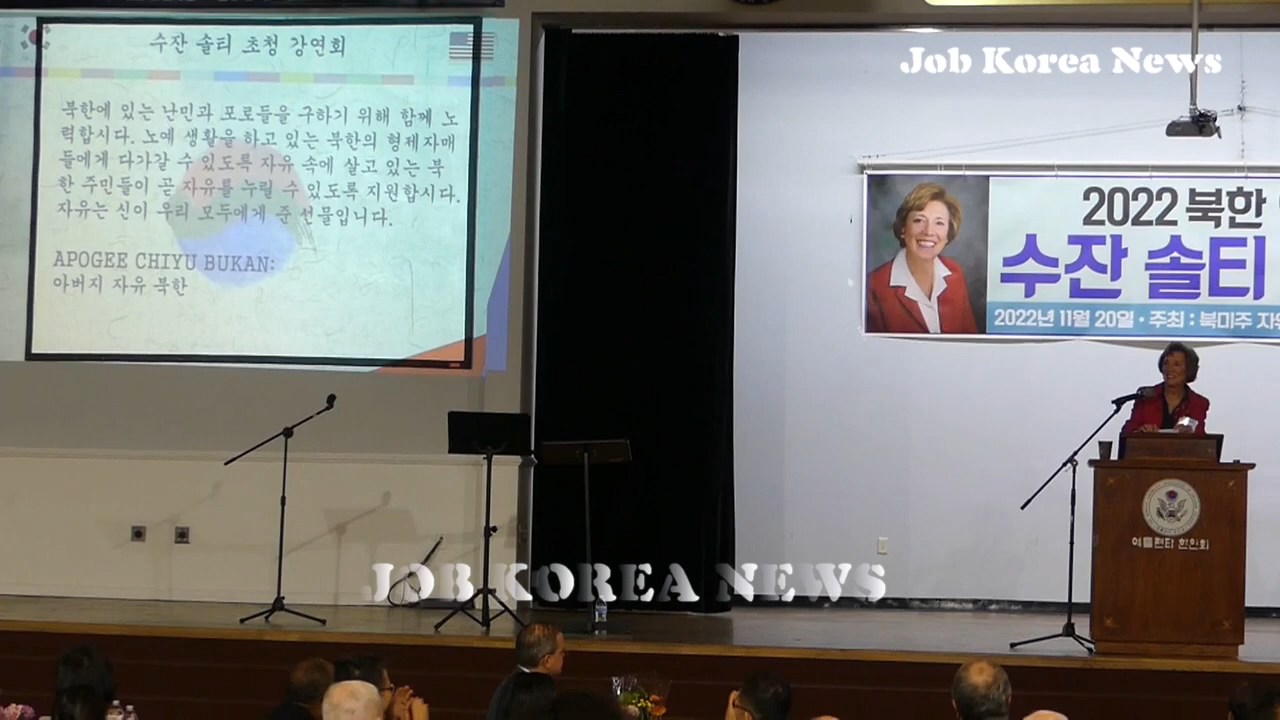 수잔 솔티 초청 강연회
북한에 있는 난민과 포로들을 구하기 위해 함께 노
력합시다. 노예 생활을 하고 있는 북한의 형제자매
들에게 다가갈 수 있도록 자유 속에 살고 있는 북
한 주민들이 곧 자유를 누릴 수 있도록 지원합시다.
자유는 신이 우리 모두에게 준 선물입니다.
APOGEE CHIYU BUKAN:
아버지 자유 북한
Job Korea News
2022 북한
수잔 솔티
2022년 11월 20일 · 주최 : 북미주 자
애틀랜타 한인회
JOB KOREA NEWS